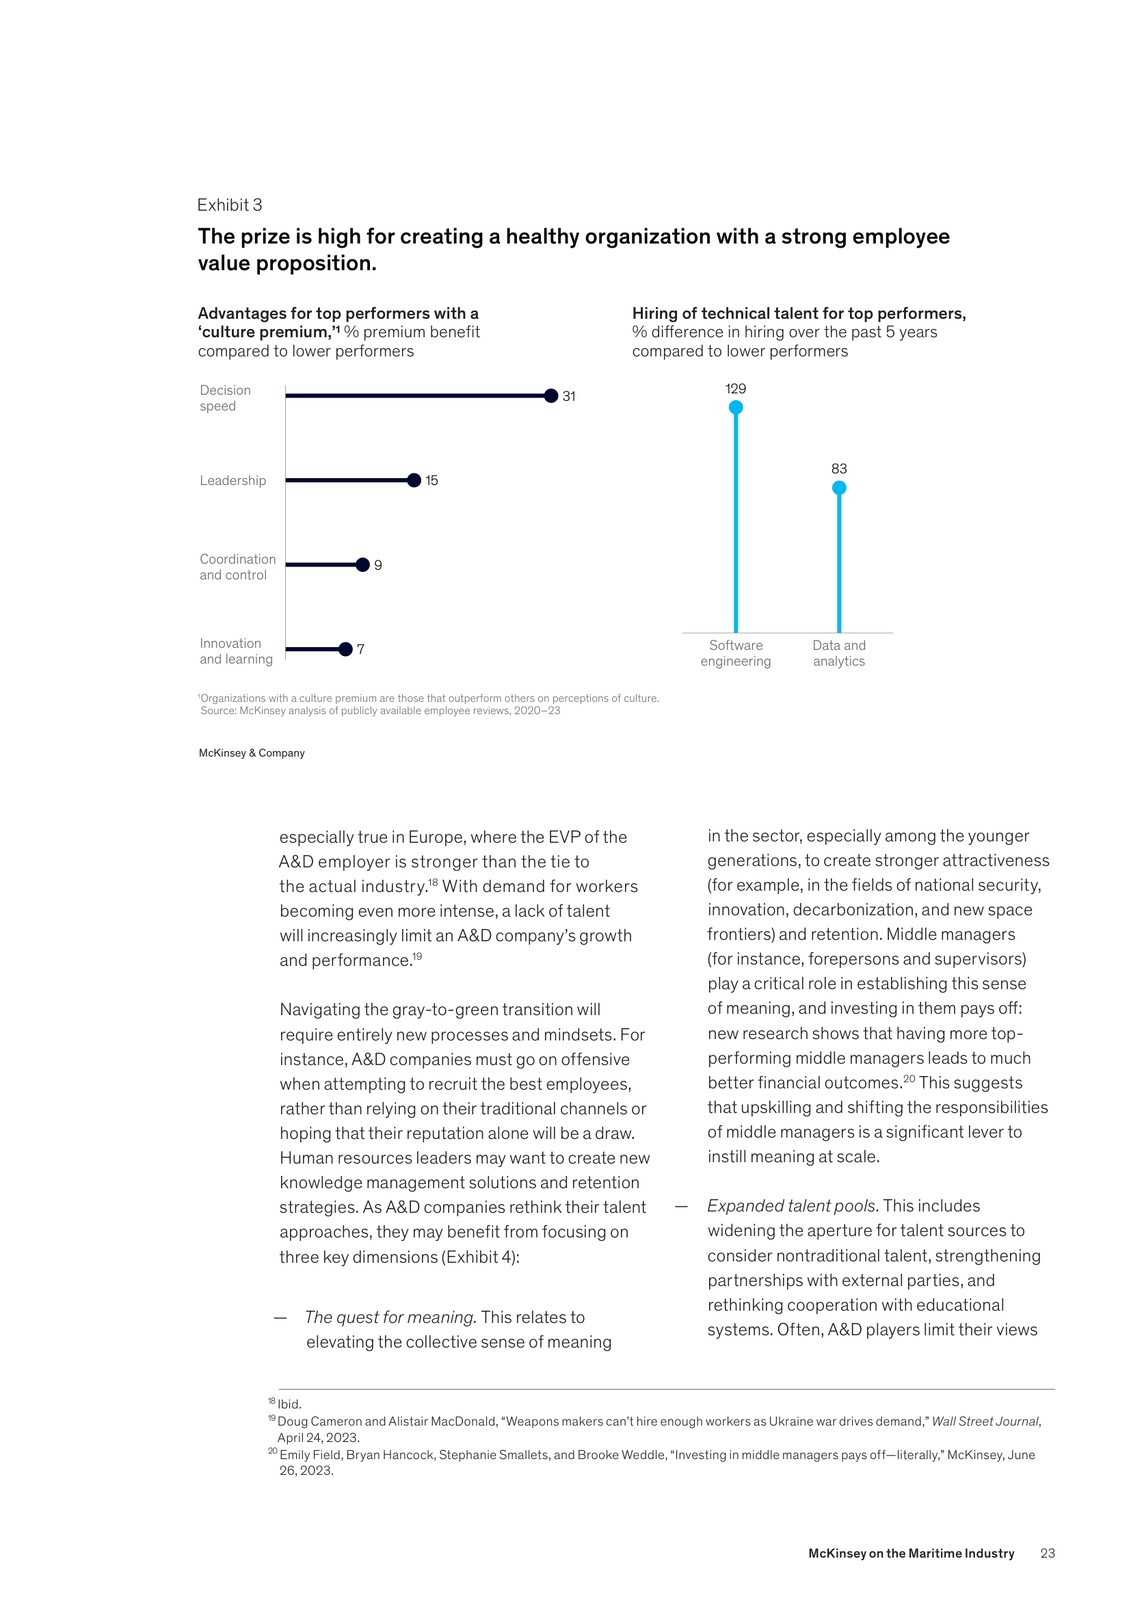 Exhibit 3
The prize is high for creating a healthy organization with a strong employee
value proposition.
Advantages for top performers with a
‘culture premium,’¹ % premium benefit
compared to lower performers
Decision
speed
31
Leadership
15
Coordination
and control
9
Innovation
and learning
7
Hiring of technical talent for top performers,
% difference in hiring over the past 5 years
compared to lower performers
129
83
Software
engineering
Data and
analytics
¹Organizations with a culture premium are those that outperform others on perceptions of culture.
Source: McKinsey analysis of publicly available employee reviews, 2020–23
McKinsey & Company
especially true in Europe, where the EVP of the
A&D employer is stronger than the tie to
the actual industry.¹⁸ With demand for workers
becoming even more intense, a lack of talent
will increasingly limit an A&D company’s growth
and performance.¹⁹
Navigating the gray-to-green transition will
require entirely new processes and mindsets. For
instance, A&D companies must go on offensive
when attempting to recruit the best employees,
rather than relying on their traditional channels or
hoping that their reputation alone will be a draw.
Human resources leaders may want to create new
knowledge management solutions and retention
strategies. As A&D companies rethink their talent
approaches, they may benefit from focusing on
three key dimensions (Exhibit 4):
— The quest for meaning. This relates to
elevating the collective sense of meaning
in the sector, especially among the younger
generations, to create stronger attractiveness
(for example, in the fields of national security,
innovation, decarbonization, and new space
frontiers) and retention. Middle managers
(for instance, forepersons and supervisors)
play a critical role in establishing this sense
of meaning, and investing in them pays off:
new research shows that having more top-
performing middle managers leads to much
better financial outcomes.²⁰ This suggests
that upskilling and shifting the responsibilities
of middle managers is a significant lever to
instill meaning at scale.
— Expanded talent pools. This includes
widening the aperture for talent sources to
consider nontraditional talent, strengthening
partnerships with external parties, and
rethinking cooperation with educational
systems. Often, A&D players limit their views
¹⁸ Ibid.
¹⁹ Doug Cameron and Alistair MacDonald, “Weapons makers can’t hire enough workers as Ukraine war drives demand,” Wall Street Journal,
April 24, 2023.
²⁰ Emily Field, Bryan Hancock, Stephanie Smallets, and Brooke Weddle, “Investing in middle managers pays off—literally,” McKinsey, June
26, 2023.
McKinsey on the Maritime Industry 23